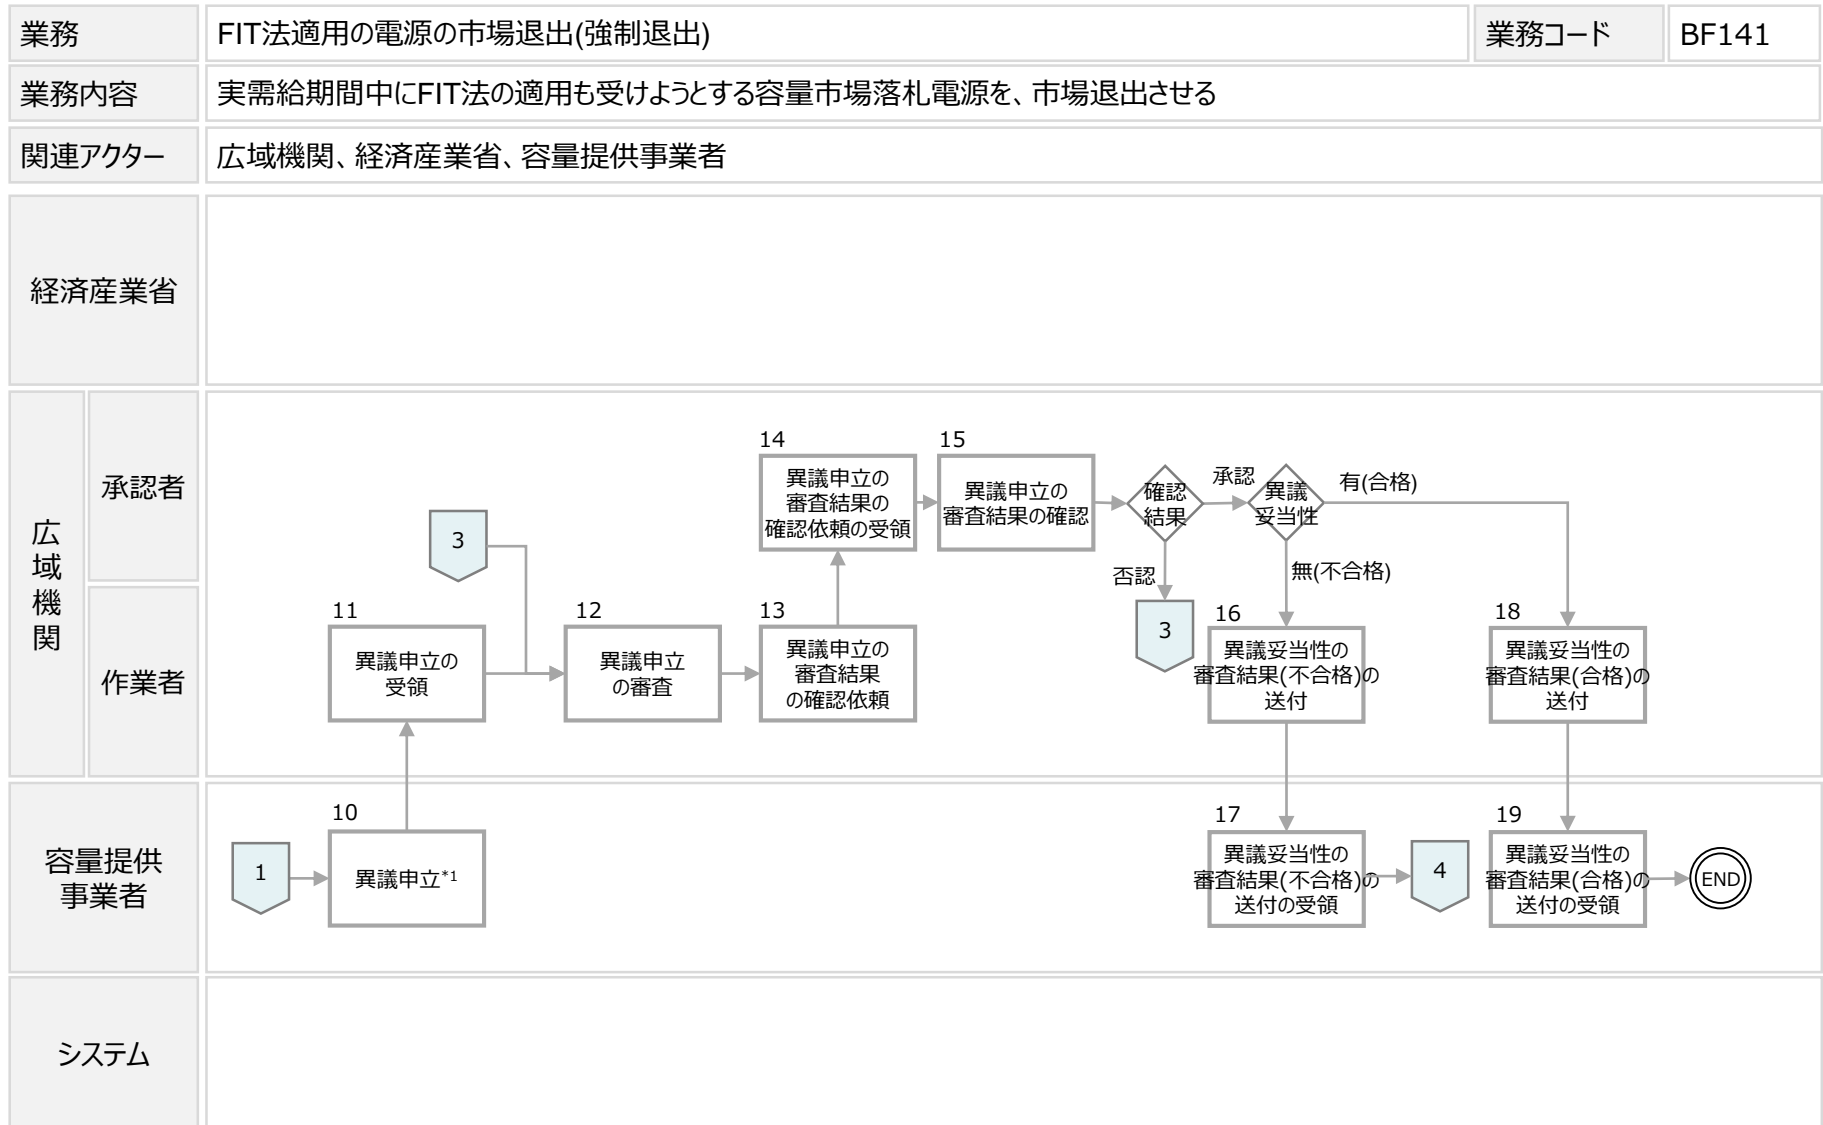 業務
FIT法適用の電源の市場退出(強制退出)
業務コード
BF141
業務内容
実需給期間中にFIT法の適用も受けようとする容量市場落札電源を、市場退出させる
関連アクター
広域機関、経済産業省、容量提供事業者
経済産業省
広域機関
承認者
14
異議申立の
審査結果の
確認依頼の受領
15
異議申立の
審査結果の確認
確認
結果
承認
異議
妥当性
有(合格)
3
否認
3
無(不合格)
作業者
11
異議申立の
受領
12
異議申立
の審査
13
異議申立の
審査結果
の確認依頼
16
異議妥当性の
審査結果(不合格)の
送付
18
異議妥当性の
審査結果(合格)の
送付
容量提供
事業者
1
10
異議申立*1
17
異議妥当性の
審査結果(不合格)の
送付の受領
4
19
異議妥当性の
審査結果(合格)の
送付の受領
END
システム